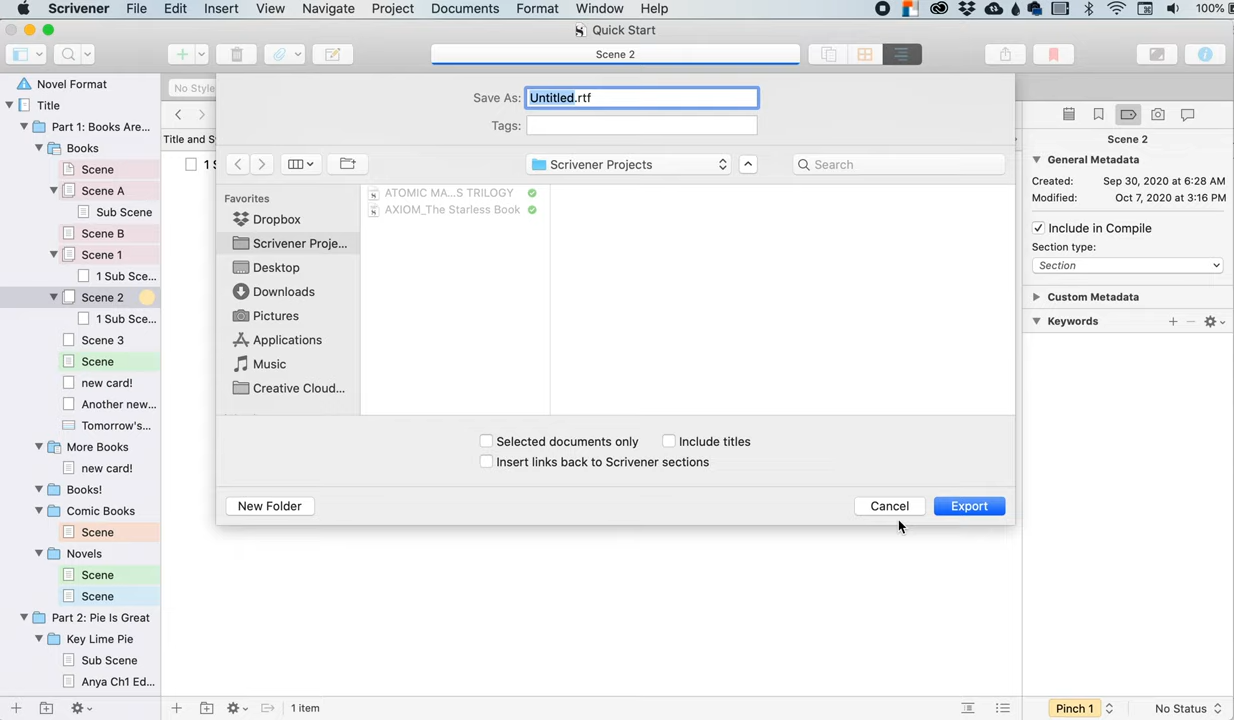 Scrivener File Edit Insert View Navigate Project Documents Format Window Help 100%
Quick Start
Scene 2
Novel Format
Title
Part 1: Books Are...
Books
Scene
Scene A
Sub Scene
Scene B
Scene 1
1 Sub Sce...
Scene 2
1 Sub Sce...
Scene 3
Scene
new card!
Another new...
Tomorrow's...
More Books
new card!
Books!
Comic Books
Scene
Novels
Scene
Scene
Part 2: Pie Is Great
Key Lime Pie
Sub Scene
Anya Ch1 Ed...
No Style
Title and S
1 S
Save As: Untitled.rtf
Tags:
Scrivener Projects
Search
Favorites
Dropbox
Scrivener Proje...
Desktop
Downloads
Pictures
Applications
Music
Creative Cloud...
ATOMIC MA...S TRILOGY
AXIOM_The Starless Book
Selected documents only Include titles
Insert links back to Scrivener sections
New Folder Cancel Export
1 item
Scene 2
General Metadata
Created: Sep 30, 2020 at 6:28 AM
Modified: Oct 7, 2020 at 3:16 PM
Include in Compile
Section type:
Section
Custom Metadata
Keywords
Pinch 1 No Status